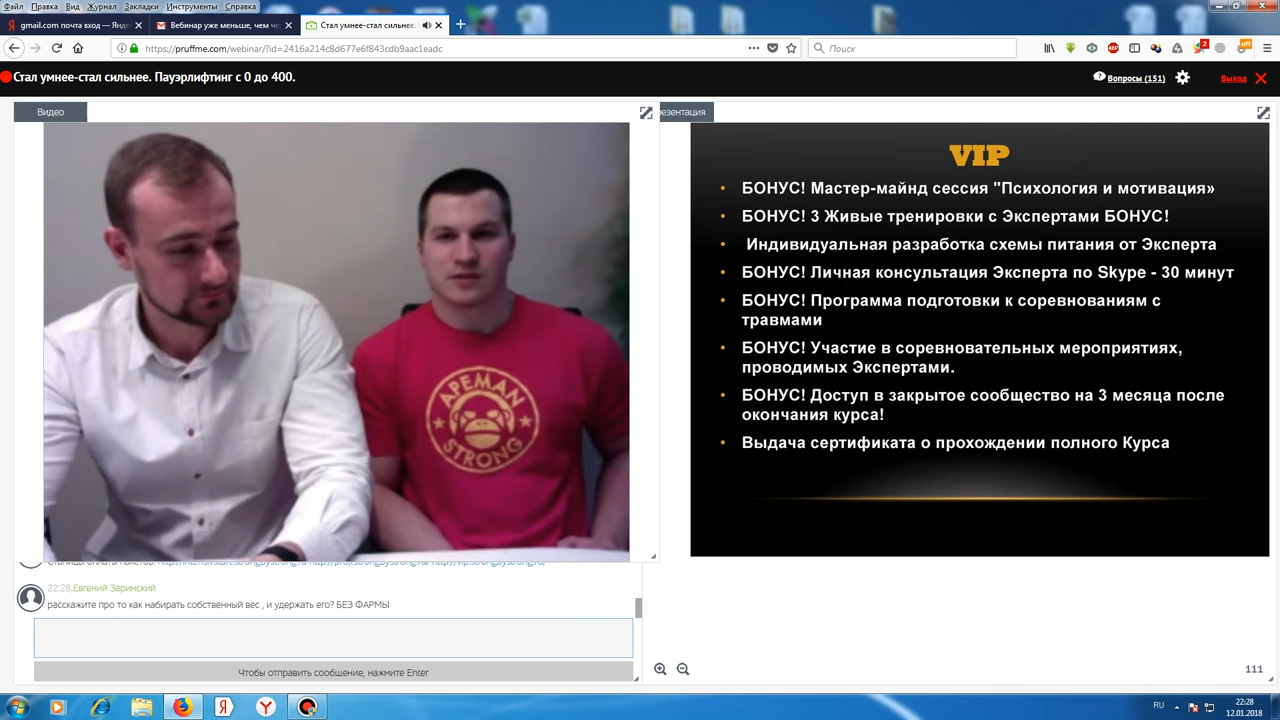 Файл Правка Вид Журнал Закладки Инструменты Справка
gmail.com почта вход — Янде
Вебинар уже меньше, чем че
Стал умнее-стал сильнее.
https://pruffme.com/webinar/?id=2416a214c8d677e6f843cdb9aac1eadc
Поиск
ABP
2
off
Стал умнее-стал сильнее. Пауэрлифтинг с 0 до 400.
Вопросы (151)
Выход
Видео
резентация
APEMAN
STRONG
VIP
• БОНУС! Мастер-майнд сессия "Психология и мотивация»
• БОНУС! 3 Живые тренировки с Экспертами БОНУС!
• Индивидуальная разработка схемы питания от Эксперта
• БОНУС! Личная консультация Эксперта по Skype - 30 минут
• БОНУС! Программа подготовки к соревнованиям с
травмами
• БОНУС! Участие в соревновательных мероприятиях,
проводимых Экспертами.
• БОНУС! Доступ в закрытое сообщество на 3 месяца после
окончания курса!
• Выдача сертификата о прохождении полного Курса
22:28, Евгений Заринский
расскажите про то как набирать собственный вес , и удержать его? БЕЗ ФАРМЫ
Чтобы отправить сообщение, нажмите Enter
111
RU
22:28
12.01.2018